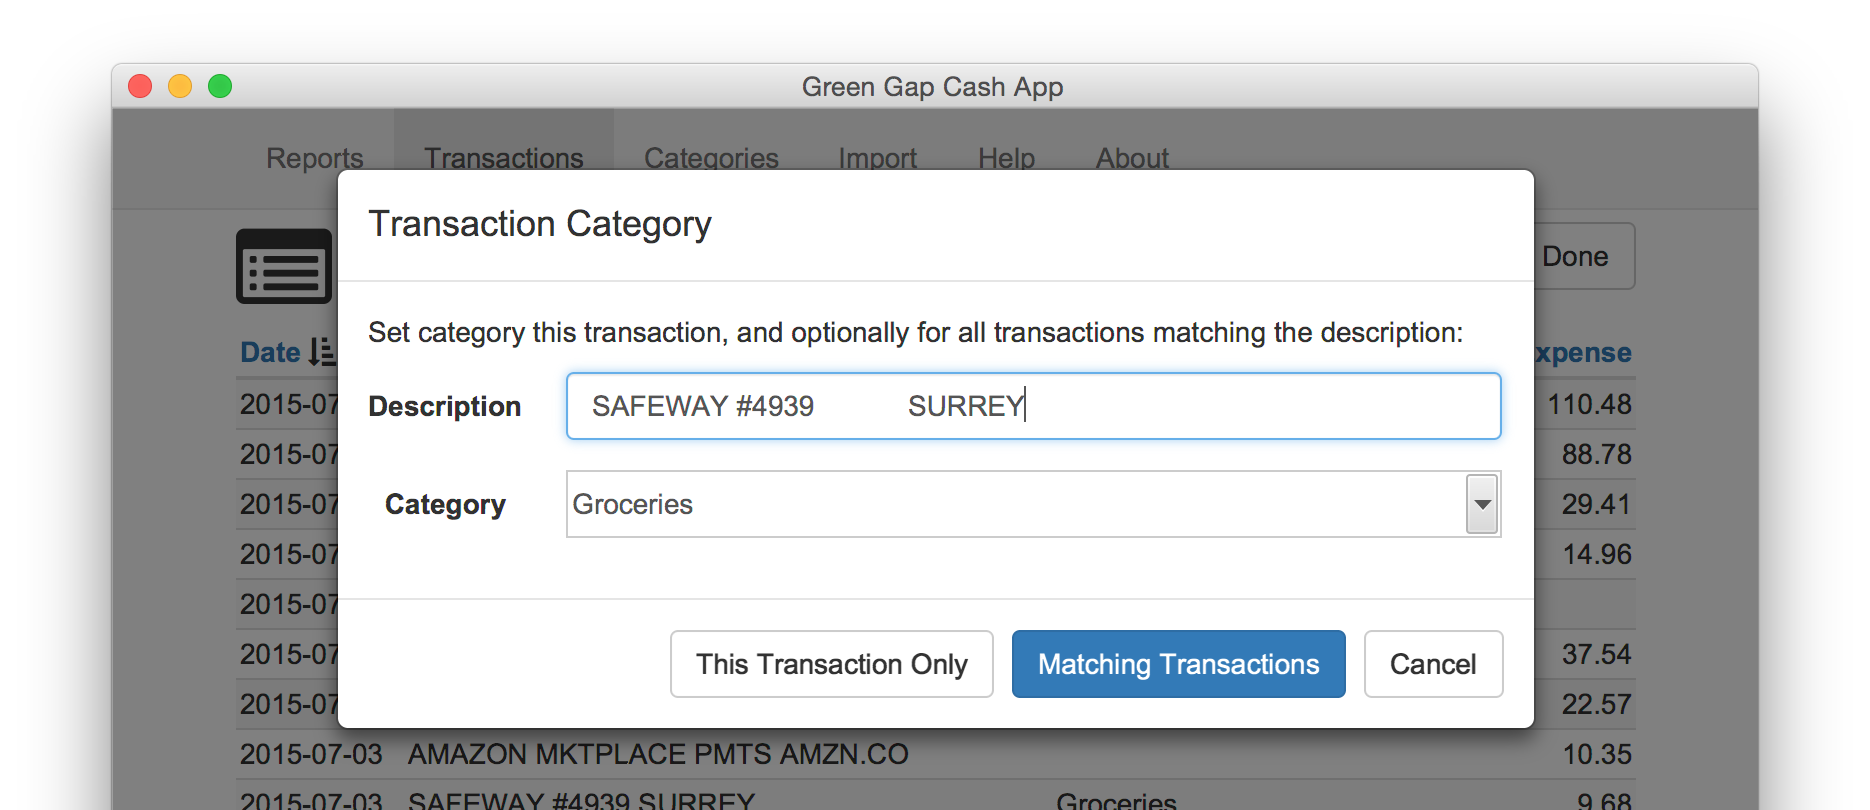 Green Gap Cash App
Reports Transactions Categories Import Help About
Transaction Category
Done
Set category this transaction, and optionally for all transactions matching the description:
Date xpense
Description SAFEWAY #4939 SURREY
2015-07 110.48
2015-07 88.78
Category Groceries
2015-07 29.41
2015-07 14.96
2015-07
This Transaction Only Matching Transactions Cancel
2015-07 37.54
2015-07 22.57
2015-07-03 AMAZON MKTPLACE PMTS AMZN.CO 10.35
2015-07-03 SAFEWAY #4939 SURREY Groceries 9.68